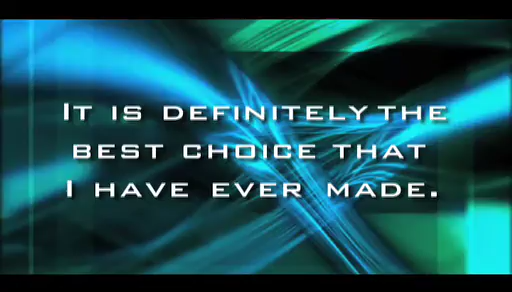 It is definitely the
best choice that
I have ever made.